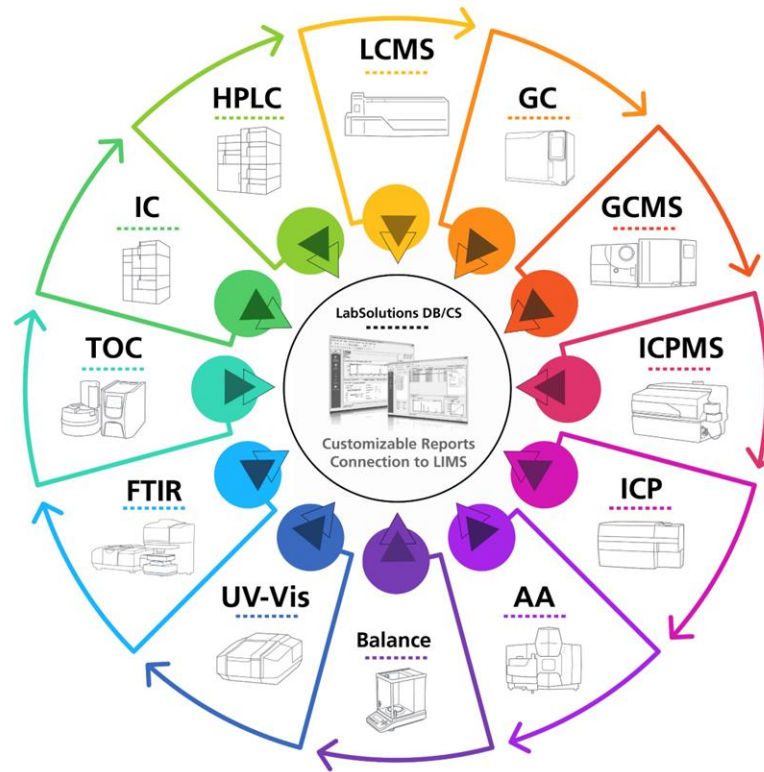 LCMS
GC
GCMS
ICPMS
ICP
AA
Balance
UV-Vis
FTIR
TOC
IC
HPLC
LabSolutions DB/CS
Customizable Reports
Connection to LIMS